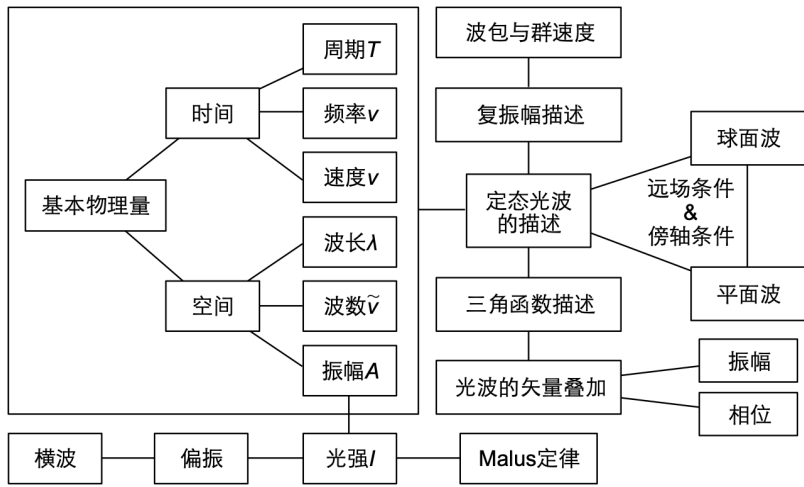 周期T
时间
频率v
速度v
基本物理量
波长λ
空间
波数ṽ
振幅A
横波
偏振
光强I
Malus定律
波包与群速度
复振幅描述
定态光波
的描述
三角函数描述
光波的矢量叠加
振幅
相位
球面波
远场条件
&
傍轴条件
平面波